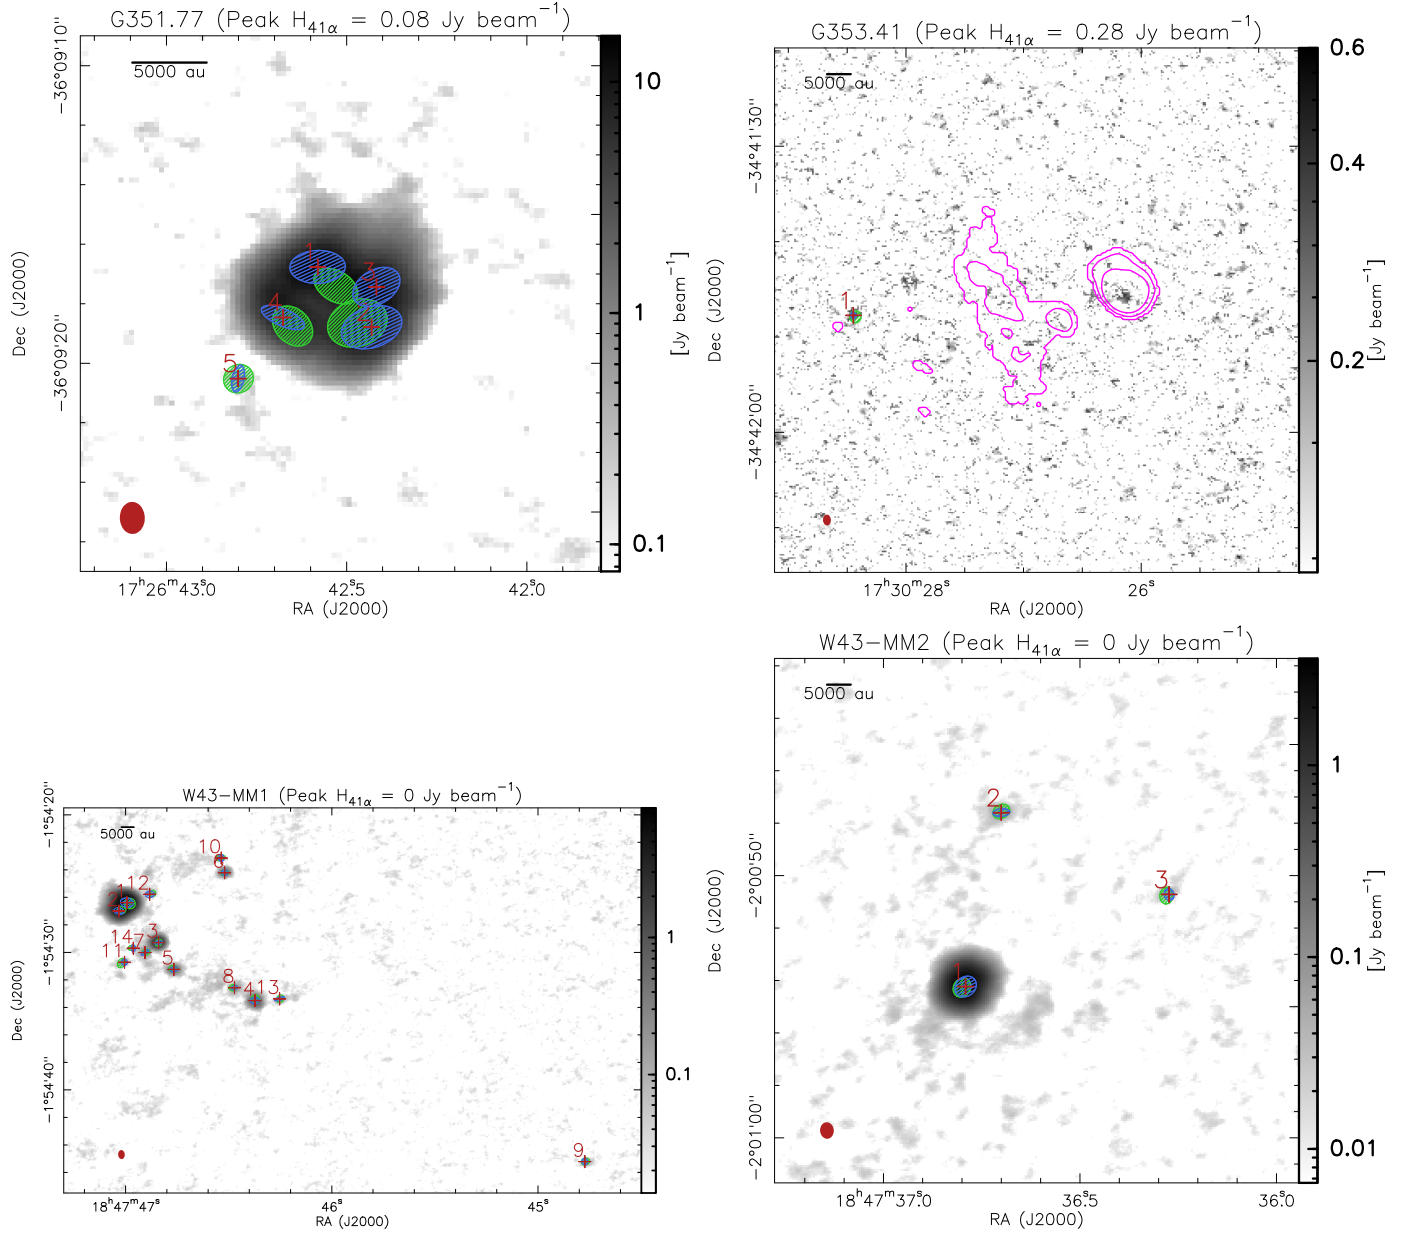 G351.77 (Peak H41α = 0.08 Jy beam−1)
5000 au
−36°09'10"
−36°09'20"
Dec (J2000)
1
3
4
2
5
17h26m43.s0
42.s5
42.s0
RA (J2000)
10
1
0.1
[Jy beam−1]
G353.41 (Peak H41α = 0.28 Jy beam−1)
5000 au
−34°41'30"
−34°42'00"
Dec (J2000)
1
17h30m28s
26s
RA (J2000)
0.6
0.4
0.2
[Jy beam−1]
W43−MM1 (Peak H41α = 0 Jy beam−1)
5000 au
−1°54'20"
−1°54'30"
−1°54'40"
Dec (J2000)
10
6
12
2
1
14
7
3
11
5
8
4
13
9
18h47m47s
46s
45s
RA (J2000)
1
0.1
W43−MM2 (Peak H41α = 0 Jy beam−1)
5000 au
−2°00'50"
−2°01'00"
Dec (J2000)
2
3
1
18h47m37.s0
36.s5
36.s0
RA (J2000)
1
0.1
0.01
[Jy beam−1]